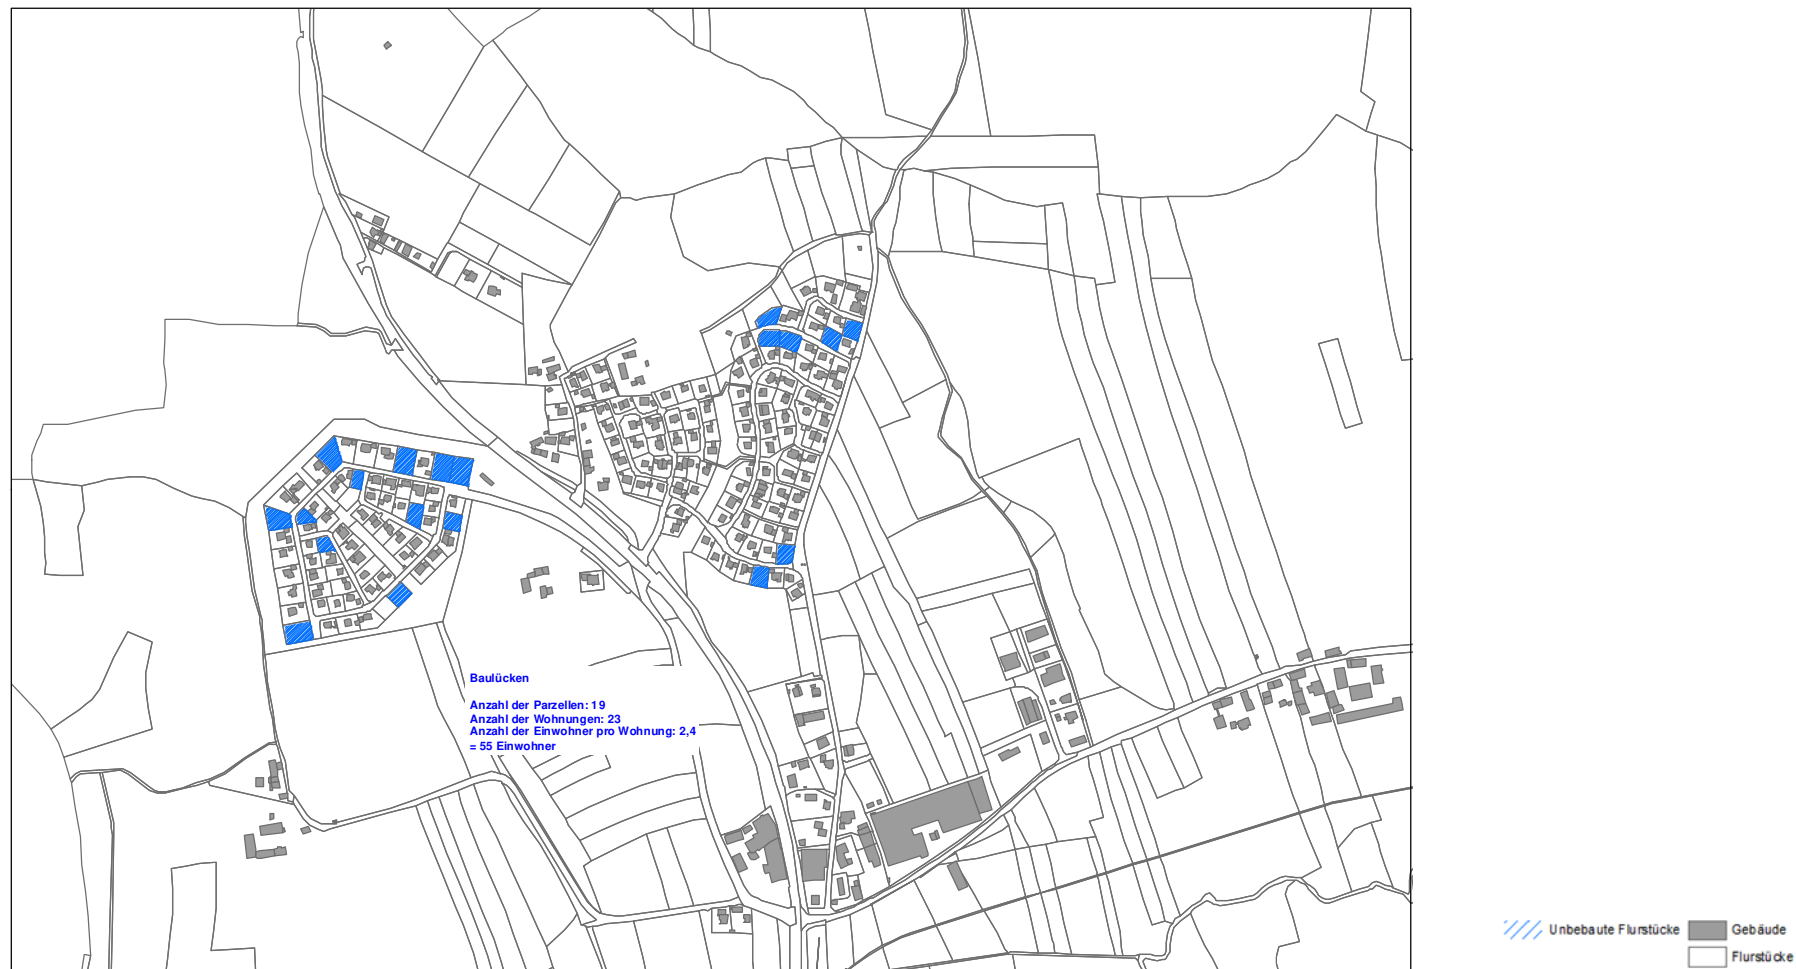 Baulücken
Anzahl der Parzellen: 19
Anzahl der Wohnungen: 23
Anzahl der Einwohner pro Wohnung: 2,4
= 55 Einwohner
Unbebaute Flurstücke
Gebäude
Flurstücke